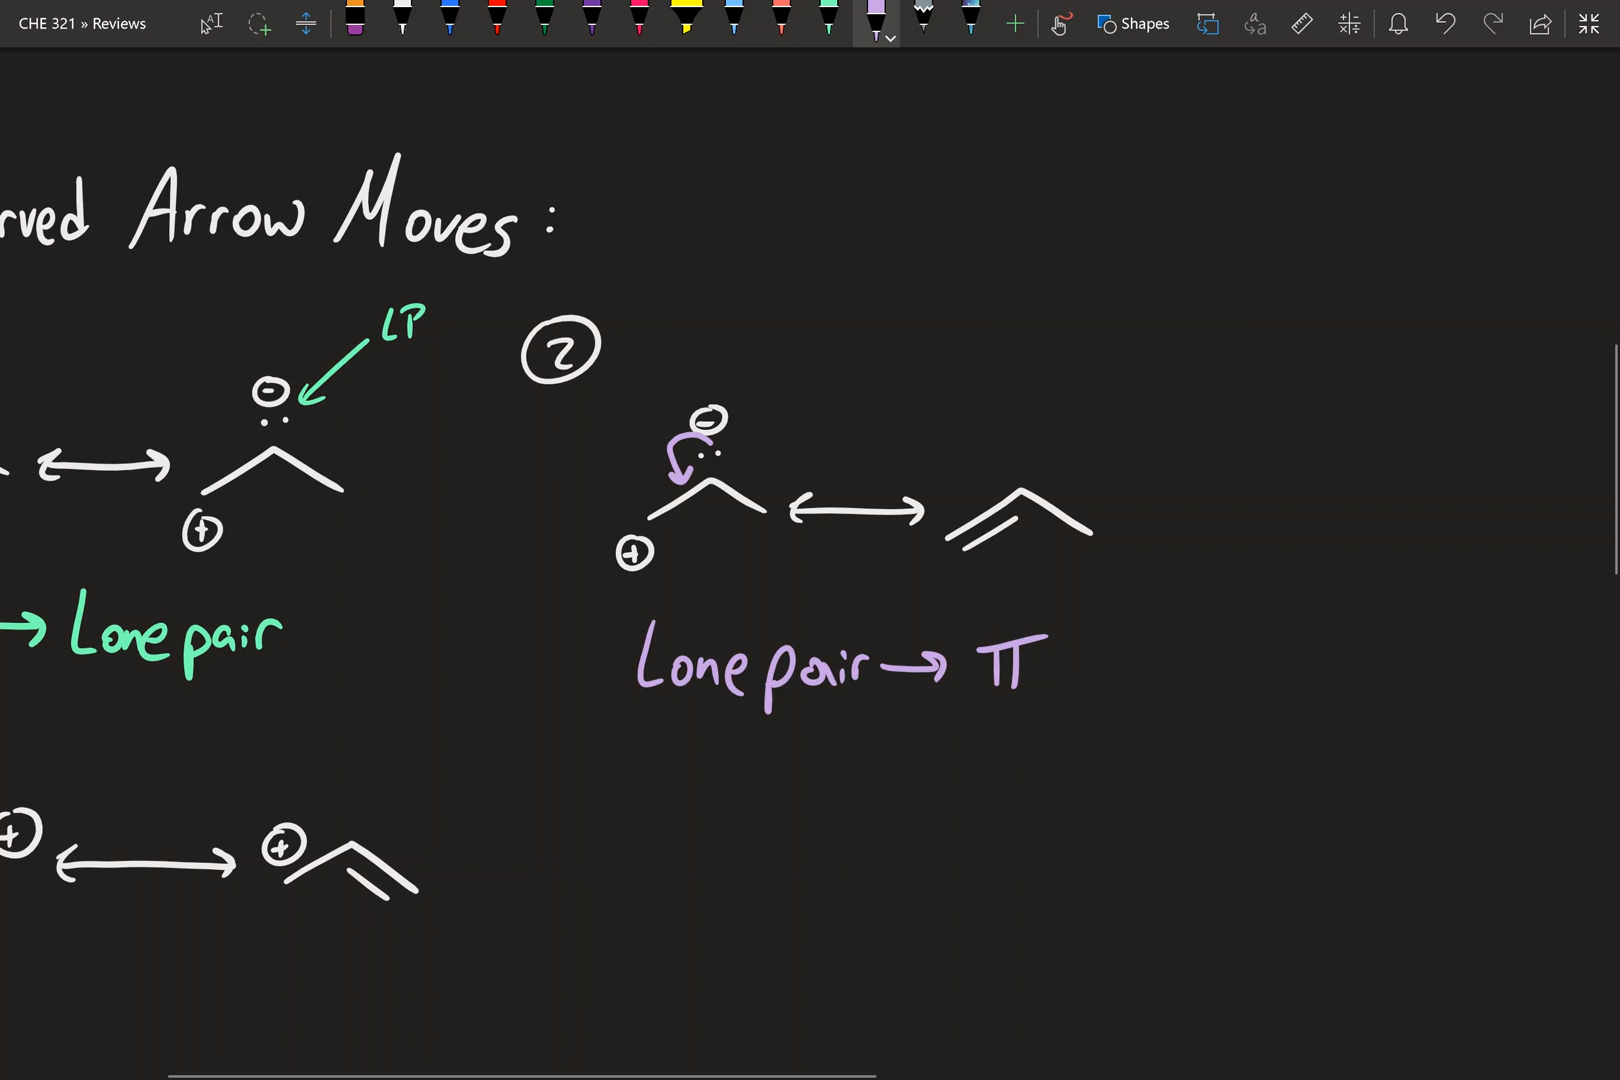 CHE 321 » Reviews
Shapes
rved Arrow Moves :
LP
2
→ Lone pair
Lone pair → π